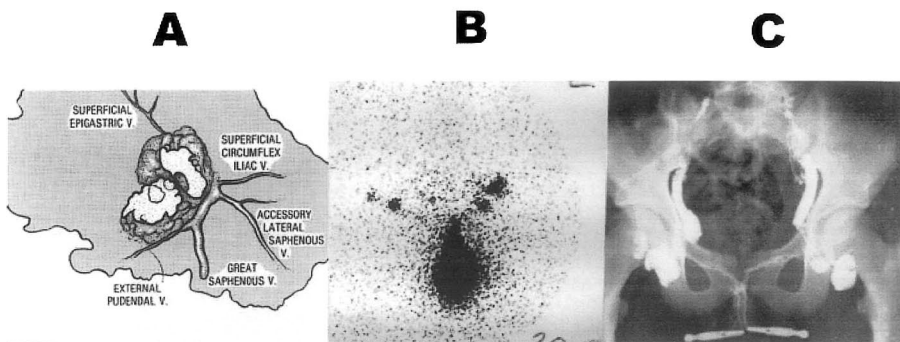 A
B
C
SUPERFICIAL
EPIGASTRIC V.
SUPERFICIAL
CIRCUMFLEX
ILIAC V.
ACCESSORY
LATERAL
SAPHENOUS
V.
GREAT
SAPHENOUS V.
EXTERNAL
PUDENDAL V.